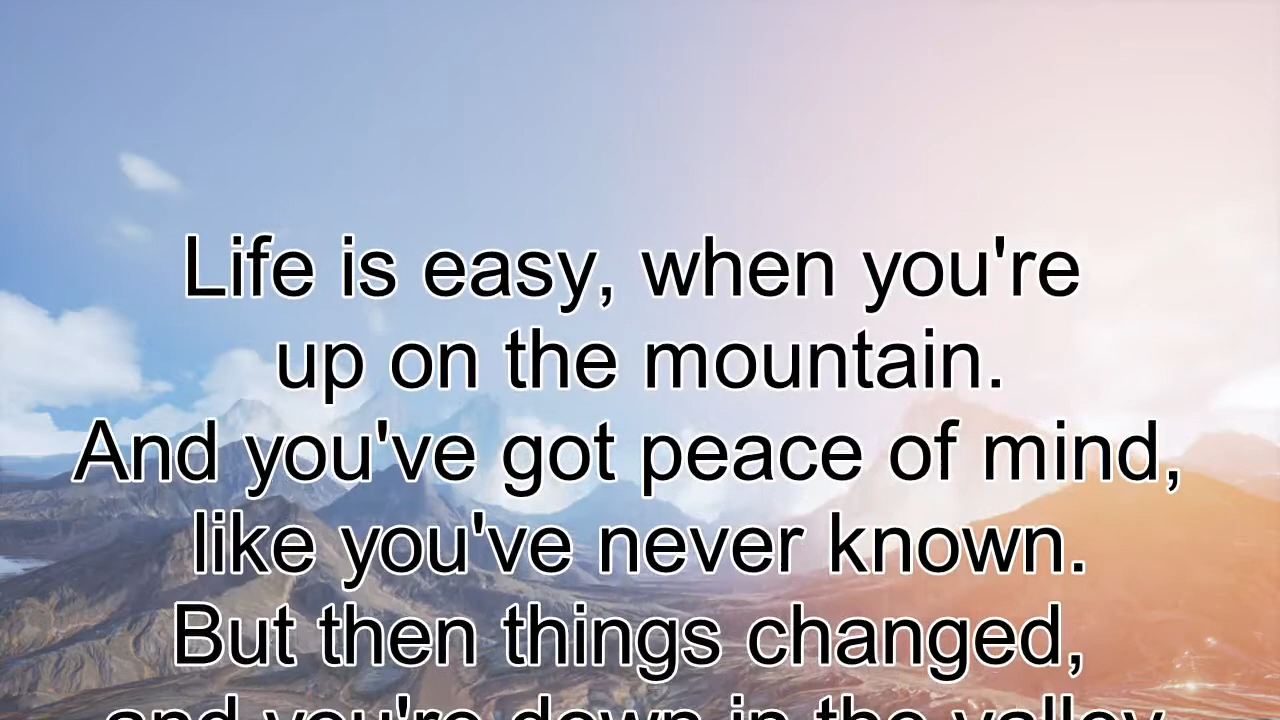 Life is easy, when you're
up on the mountain.
And you've got peace of mind,
like you've never known.
But then things changed,
and you're down in the valley